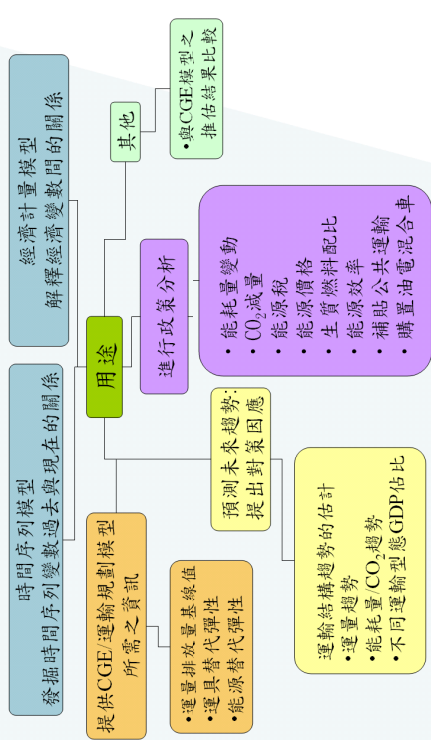 時間序列模型
發掘時間序列變數過去與現在的關係
經濟計量模型
解釋經濟變數間的關係
用途
提供CGE/運輸規劃模型
所需之資訊
•運量排放量基線值
•運具替代彈性
•能源替代彈性
預測未來趨勢:
提出對策因應
運輸結構趨勢的估計
•運量趨勢
•能耗量/CO₂趨勢
•不同運輸型態GDP佔比
進行政策分析
•能耗量變動
•CO₂減量
•能源稅
•能源價格
•生質燃料配比
•能源效率
•補貼公共運輸
•購置油電混合車
其他
•與CGE模型之
推估結果比較